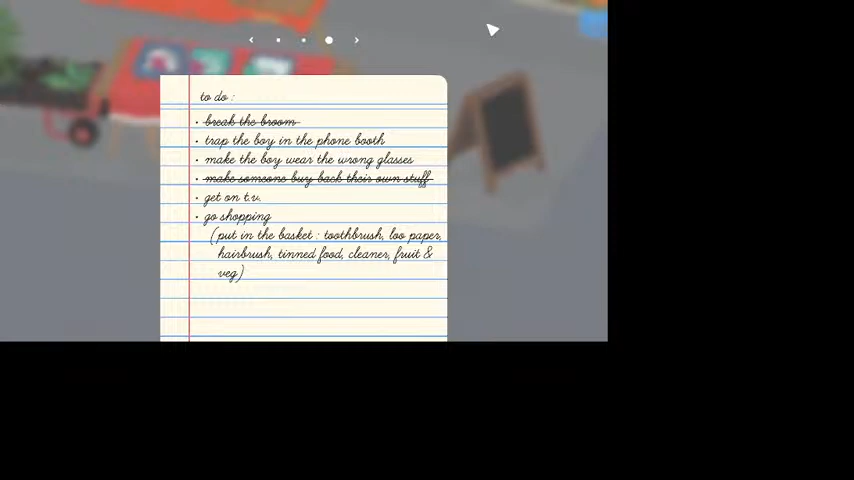 to do :
• break the broom
• trap the boy in the phone booth
• make the boy wear the wrong glasses
• make someone buy back their own stuff
• get on t.v.
• go shopping
(put in the basket : toothbrush, loo paper,
hairbrush, tinned food, cleaner, fruit &
veg)